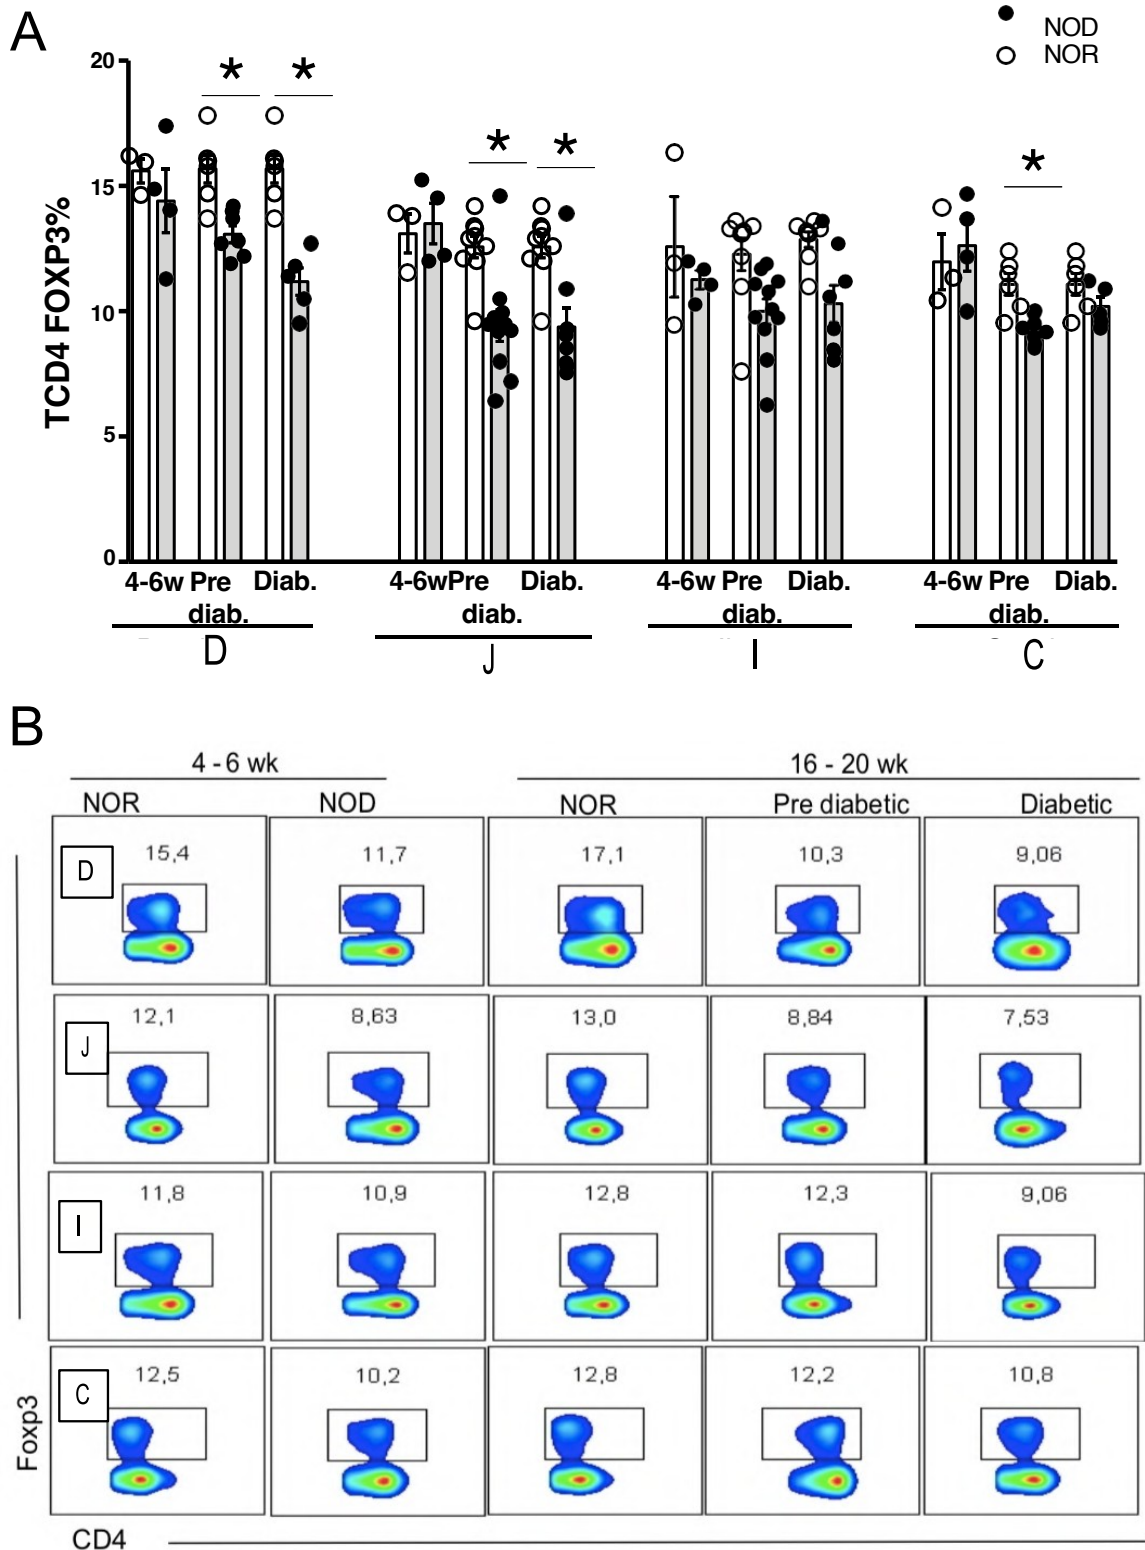 A
NOD
NOR
20
15
10
5
0
TCD4 FOXP3%
* *
* *
*
4-6w Pre diab. Diab.
4-6wPre diab. Diab.
4-6w Pre diab. Diab.
4-6w Pre diab. Diab.
D J I C
B
4 - 6 wk 16 - 20 wk
NOR NOD NOR Pre diabetic Diabetic
D 15,4 11,7 17,1 10,3 9,06
J 12,1 8,63 13,0 8,84 7,53
I 11,8 10,9 12,8 12,3 9,06
C 12,5 10,2 12,8 12,2 10,8
Foxp3
CD4